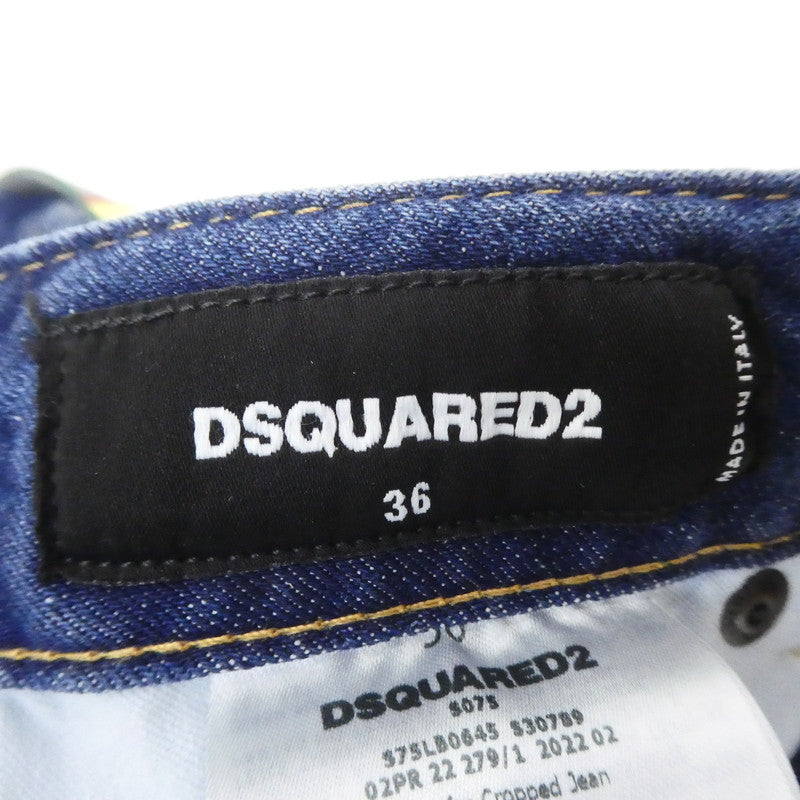 DSQUARED2
36
MADE IN ITALY
DSQUARED2
S075
S75LB0645 S30789
02PR 22 279/1 2022 02
Cropped Jean